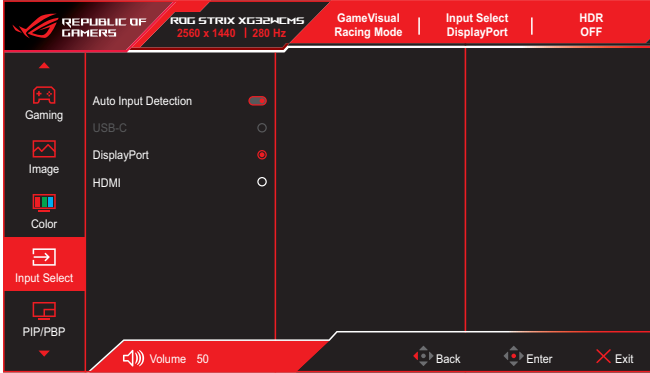 REPUBLIC OF
GAMERS
ROG STRIX XG32WCMS
2560 x 1440 | 280 Hz
GameVisual
Racing Mode
Input Select
DisplayPort
HDR
OFF
Gaming
Image
Color
Input Select
PIP/PBP
Auto Input Detection
USB-C
DisplayPort
HDMI
Volume 50
Back
Enter
Exit